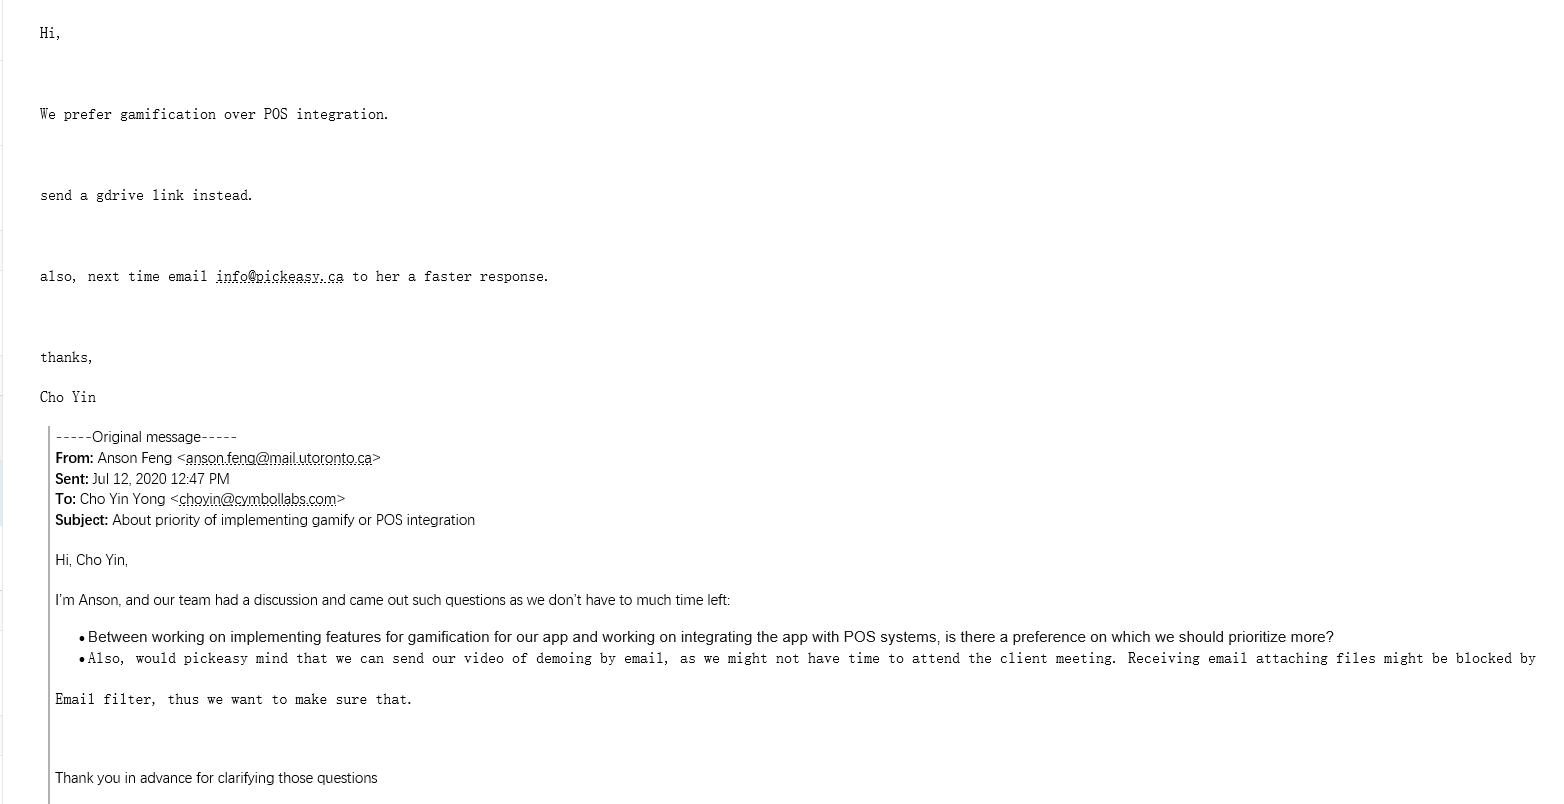 Hi,
We prefer gamification over POS integration.
send a gdrive link instead.
also, next time email info@pickeasy.ca to her a faster response.
thanks,
Cho Yin
-----Original message-----
From: Anson Feng <anson.feng@mail.utoronto.ca>
Sent: Jul 12, 2020 12:47 PM
To: Cho Yin Yong <choyin@cymbollabs.com>
Subject: About priority of implementing gamify or POS integration
Hi, Cho Yin,
I'm Anson, and our team had a discussion and came out such questions as we don't have to much time left:
• Between working on implementing features for gamification for our app and working on integrating the app with POS systems, is there a preference on which we should prioritize more?
• Also, would pickeasy mind that we can send our video of demoing by email, as we might not have time to attend the client meeting. Receiving email attaching files might be blocked by
Email filter, thus we want to make sure that.
Thank you in advance for clarifying those questions